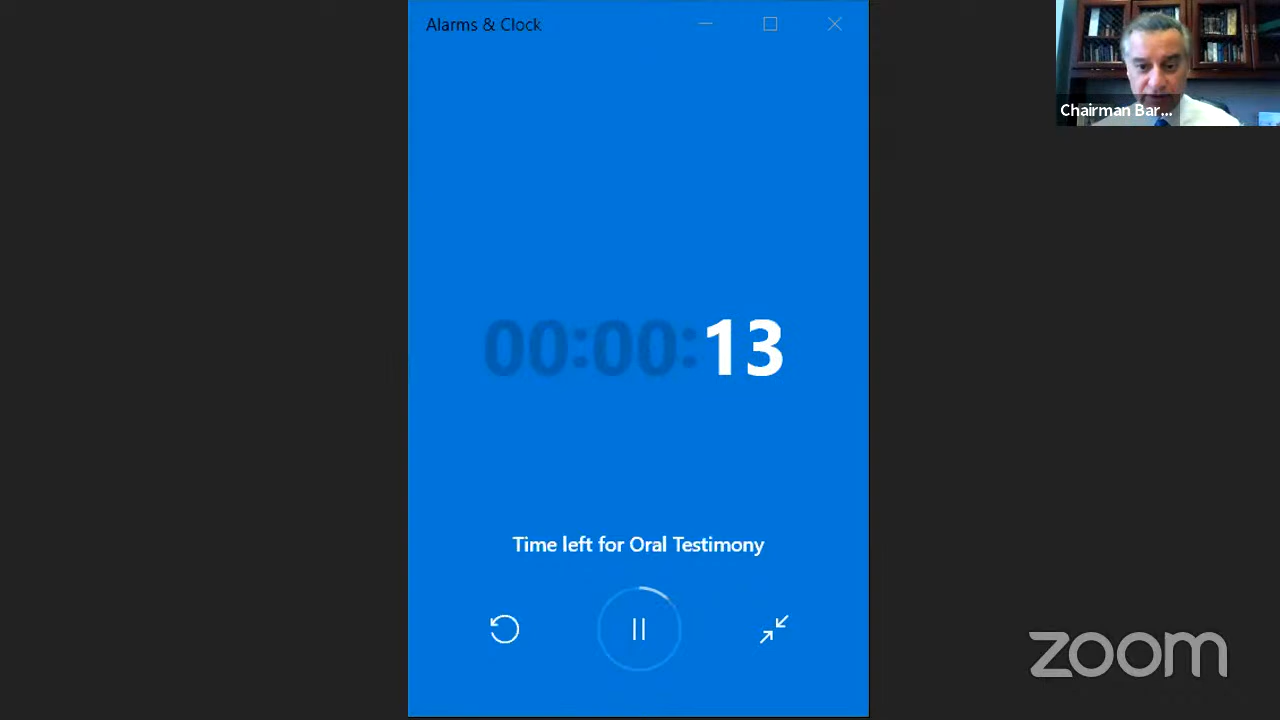 Alarms & Clock
Chairman Bar...
00:00:13
Time left for Oral Testimony
zoom